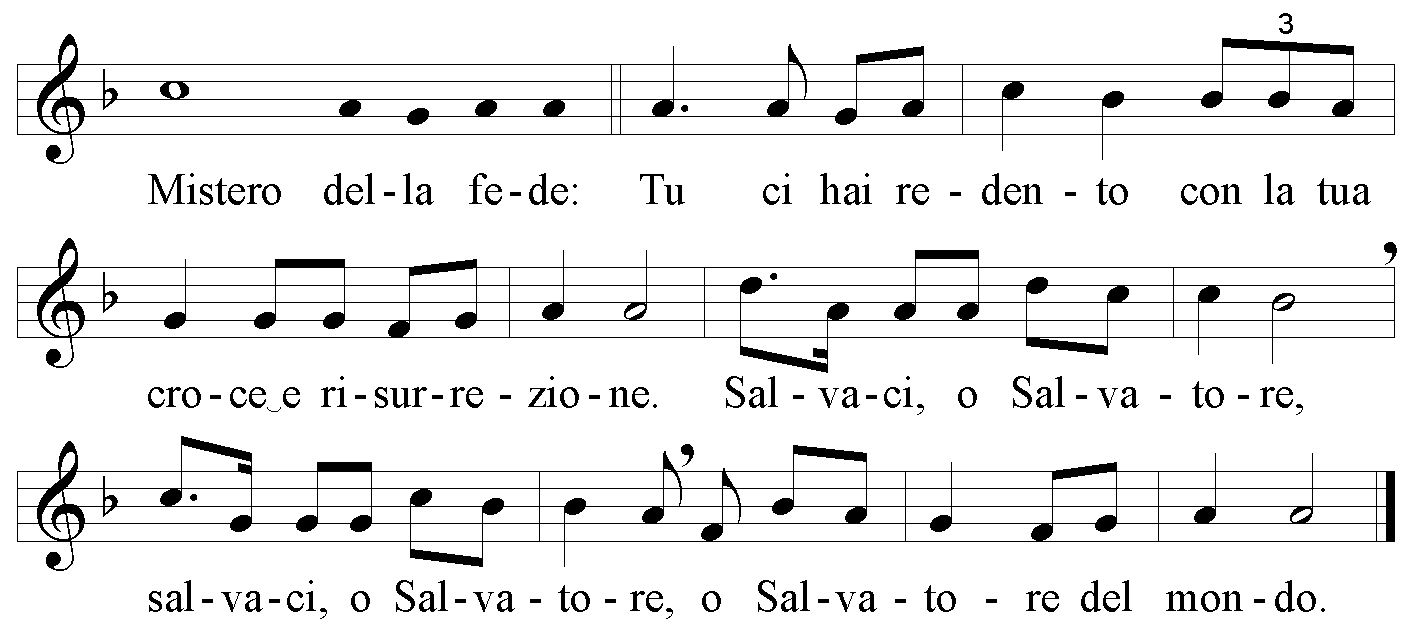 3
Mistero del-la fe-de: Tu ci hai re - den - to con la tua
cro-ce‿e ri-sur-re-zio-ne. Sal-va-ci, o Sal-va - to-re,
sal-va-ci, o Sal-va-to-re, o Sal-va-to - re del mon-do.